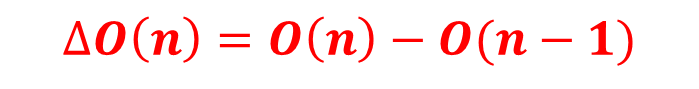 ΔO(n) = O(n) − O(n − 1)